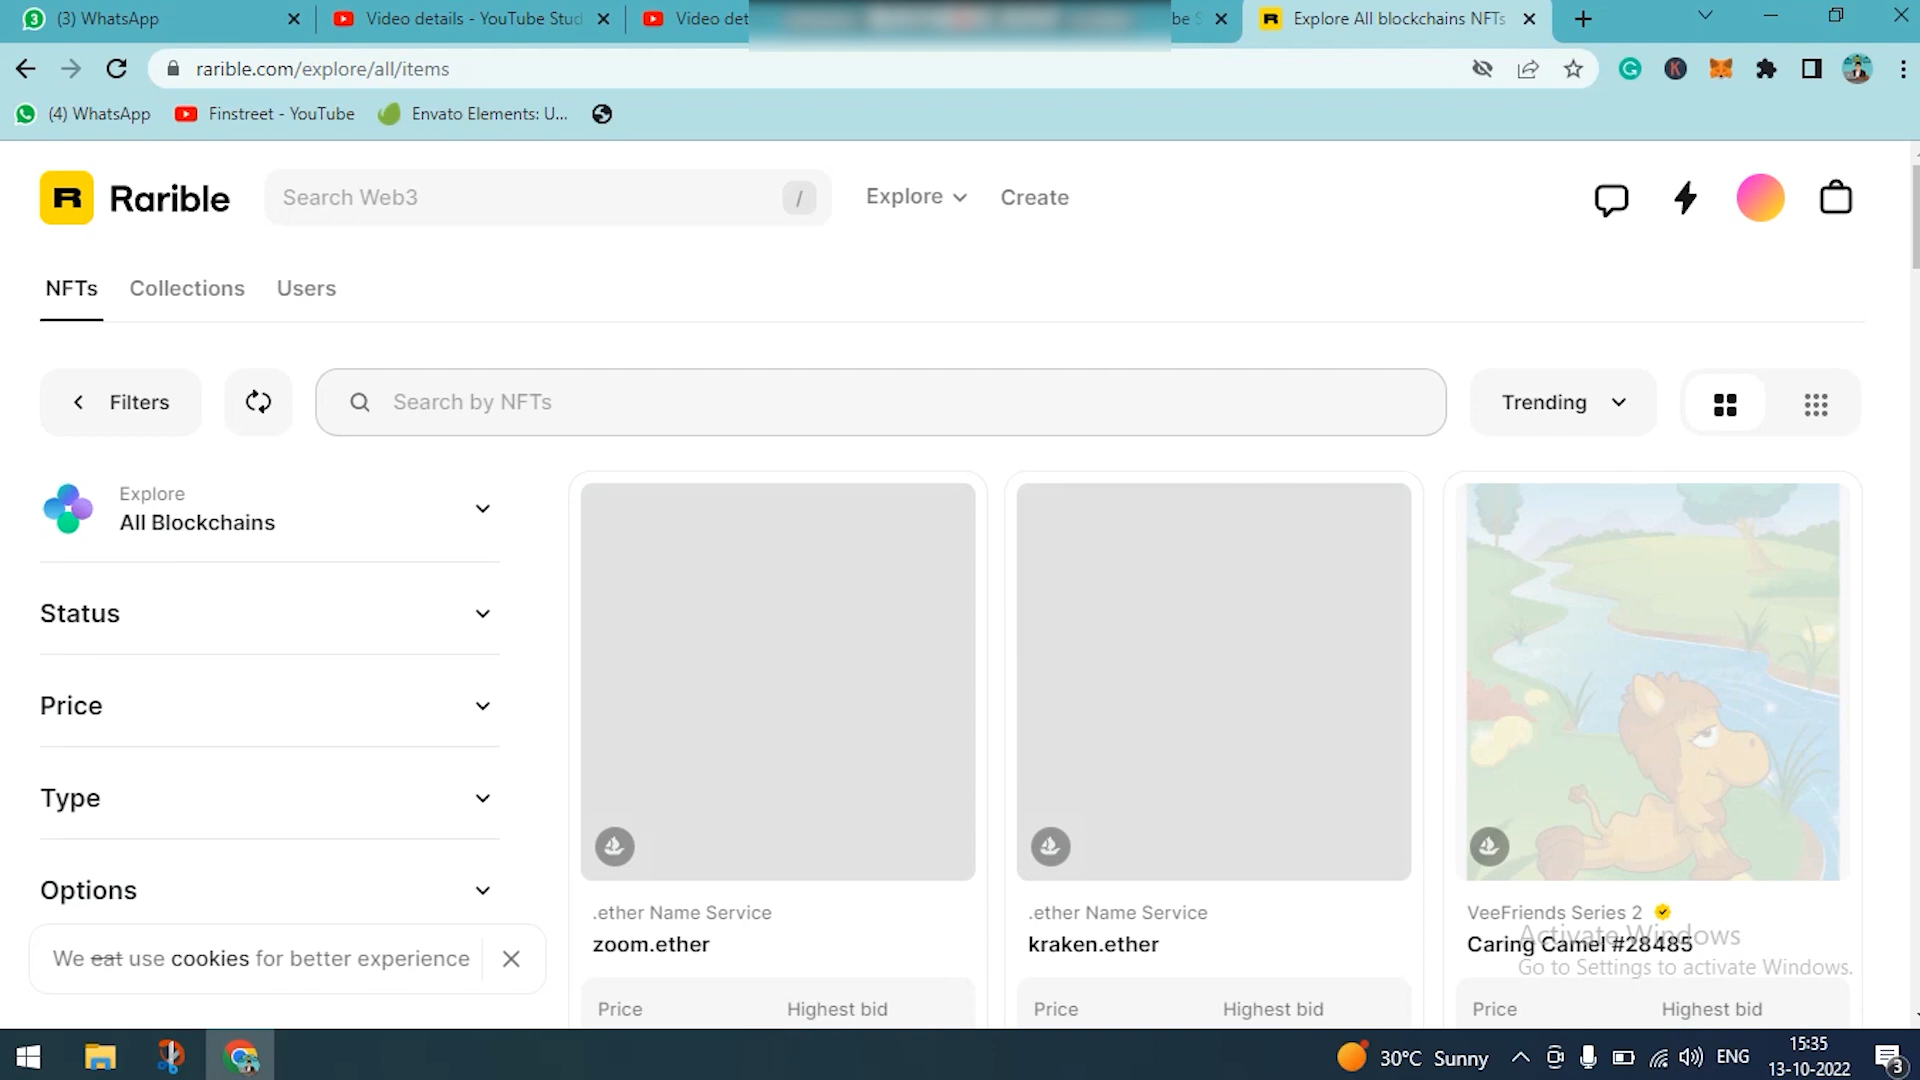 3
(3) WhatsApp
Video details - YouTube Stud
Video det
be S
Explore All blockchains NFTs
rarible.com/explore/all/items
G
K
(4) WhatsApp
Finstreet - YouTube
Envato Elements: U...
R Rarible
Search Web3
/
Explore
Create
NFTs
Collections
Users
Filters
Search by NFTs
Trending
Explore
All Blockchains
Status
Price
Type
Options
We eat use cookies for better experience
.ether Name Service
zoom.ether
Price
Highest bid
.ether Name Service
kraken.ether
Price
Highest bid
VeeFriends Series 2
Caring Camel #28485
Price
Highest bid
Activate Windows
Go to Settings to activate Windows.
30°C Sunny
ENG
15:35
13-10-2022
3